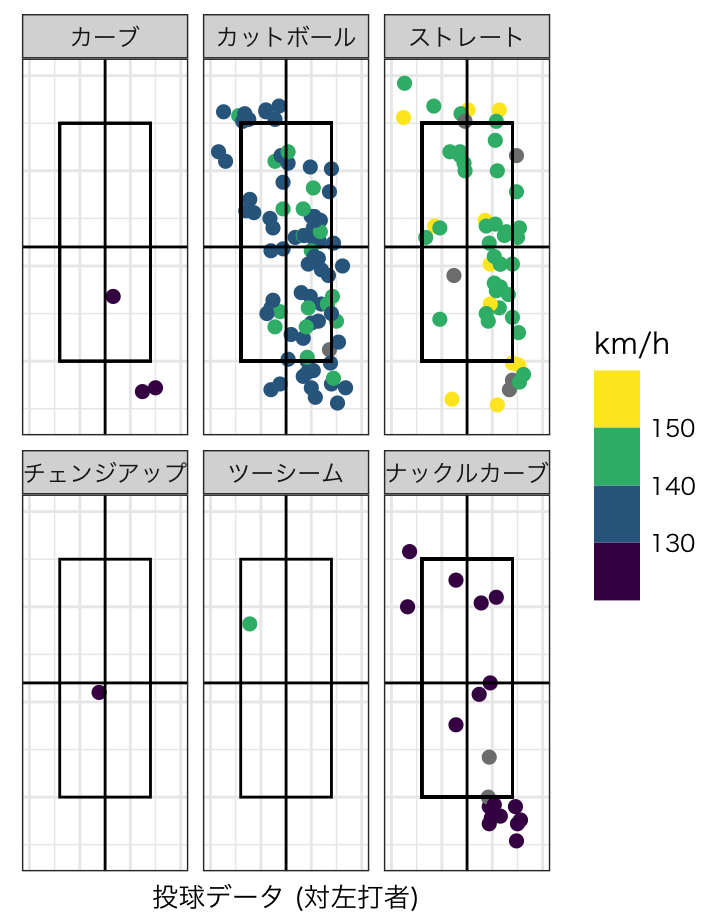 カーブ
カットボール
ストレート
チェンジアップ
ツーシーム
ナックルカーブ
km/h
150
140
130
投球データ (対左打者)